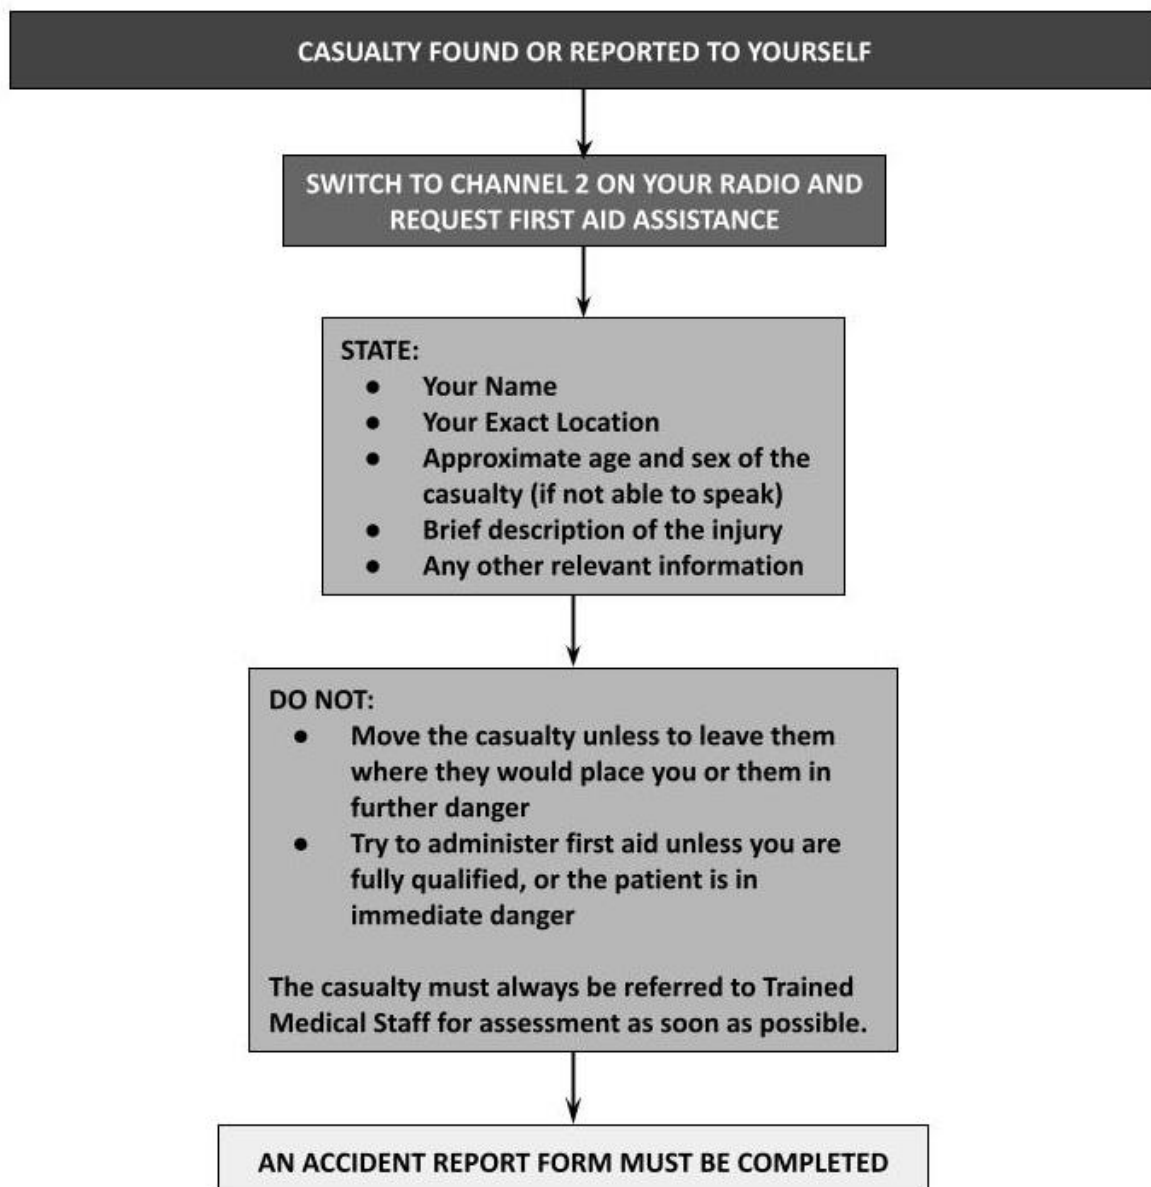 CASUALTY FOUND OR REPORTED TO YOURSELF
SWITCH TO CHANNEL 2 ON YOUR RADIO AND
REQUEST FIRST AID ASSISTANCE
STATE:
● Your Name
● Your Exact Location
● Approximate age and sex of the
casualty (if not able to speak)
● Brief description of the injury
● Any other relevant information
DO NOT:
● Move the casualty unless to leave them
where they would place you or them in
further danger
● Try to administer first aid unless you are
fully qualified, or the patient is in
immediate danger
The casualty must always be referred to Trained
Medical Staff for assessment as soon as possible.
AN ACCIDENT REPORT FORM MUST BE COMPLETED